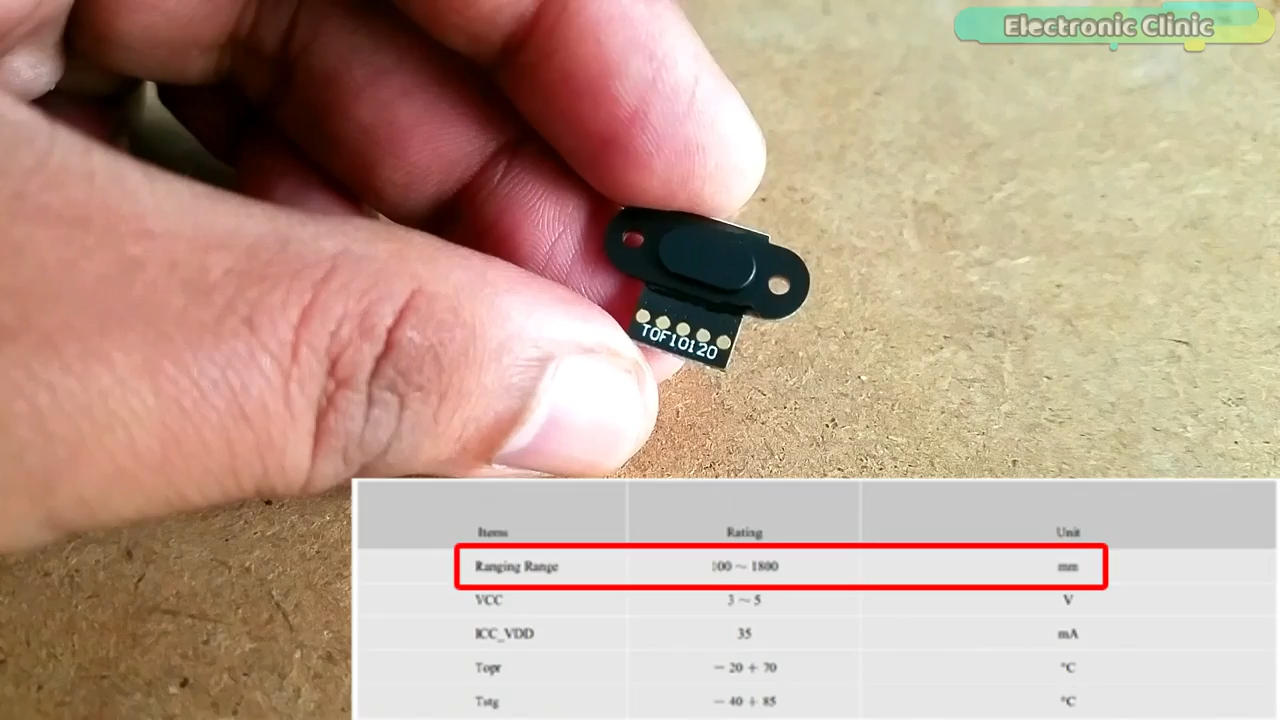 Electronic Clinic
TOF10120
Items Rating Unit
Ranging Range 100 ~ 1800 mm
VCC 3 ~ 5 V
ICC_VDD 35 mA
Topr − 20 + 70 °C
Tstg − 40 + 85 °C